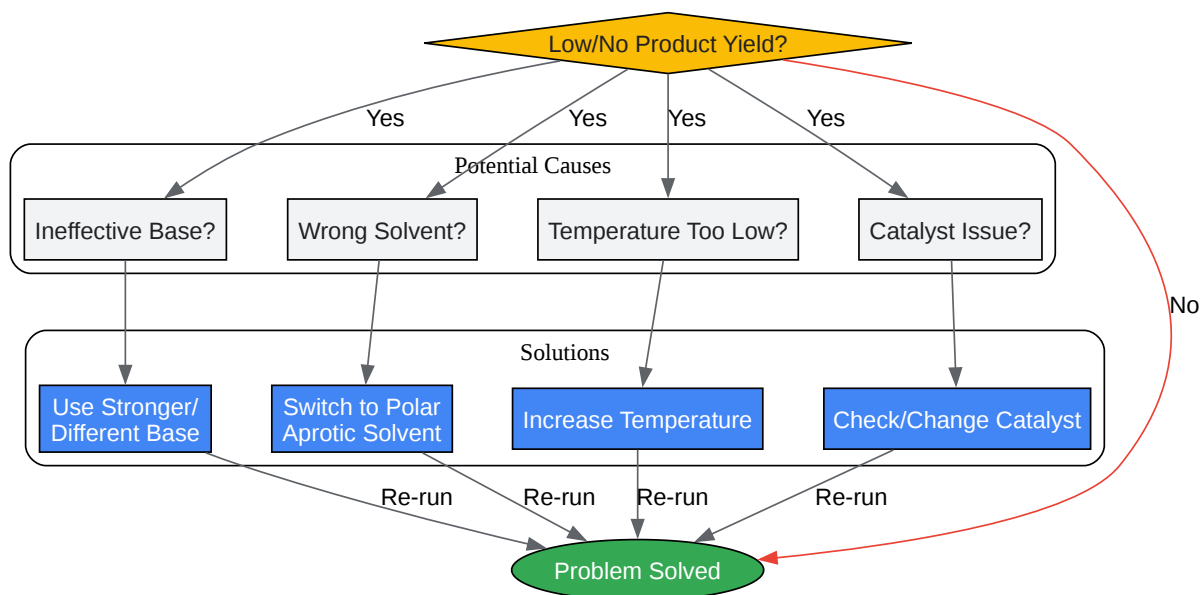 Low/No Product Yield?
Yes
Yes
Yes
Yes
Potential Causes
Ineffective Base?
Wrong Solvent?
Temperature Too Low?
Catalyst Issue?
No
Solutions
Use Stronger/
Different Base
Switch to Polar
Aprotic Solvent
Increase Temperature
Check/Change Catalyst
Re-run
Re-run
Re-run
Re-run
Problem Solved